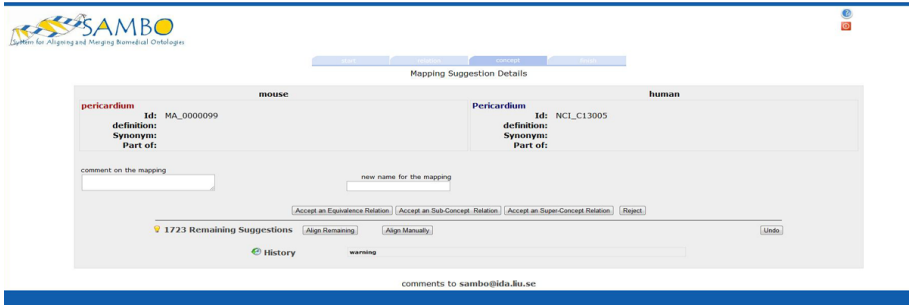 SAMBO
System for Aligning and Merging Biomedical Ontologies
start relation concept finish
Mapping Suggestion Details
mouse human
pericardium Pericardium
Id: MA_0000099 Id: NCI_C13005
definition: definition:
Synonym: Synonym:
Part of: Part of:
comment on the mapping
new name for the mapping
Accept an Equivalence Relation Accept an Sub-Concept Relation Accept an Super-Concept Relation Reject
1723 Remaining Suggestions Align Remaining Align Manually Undo
History warning
comments to sambo@ida.liu.se